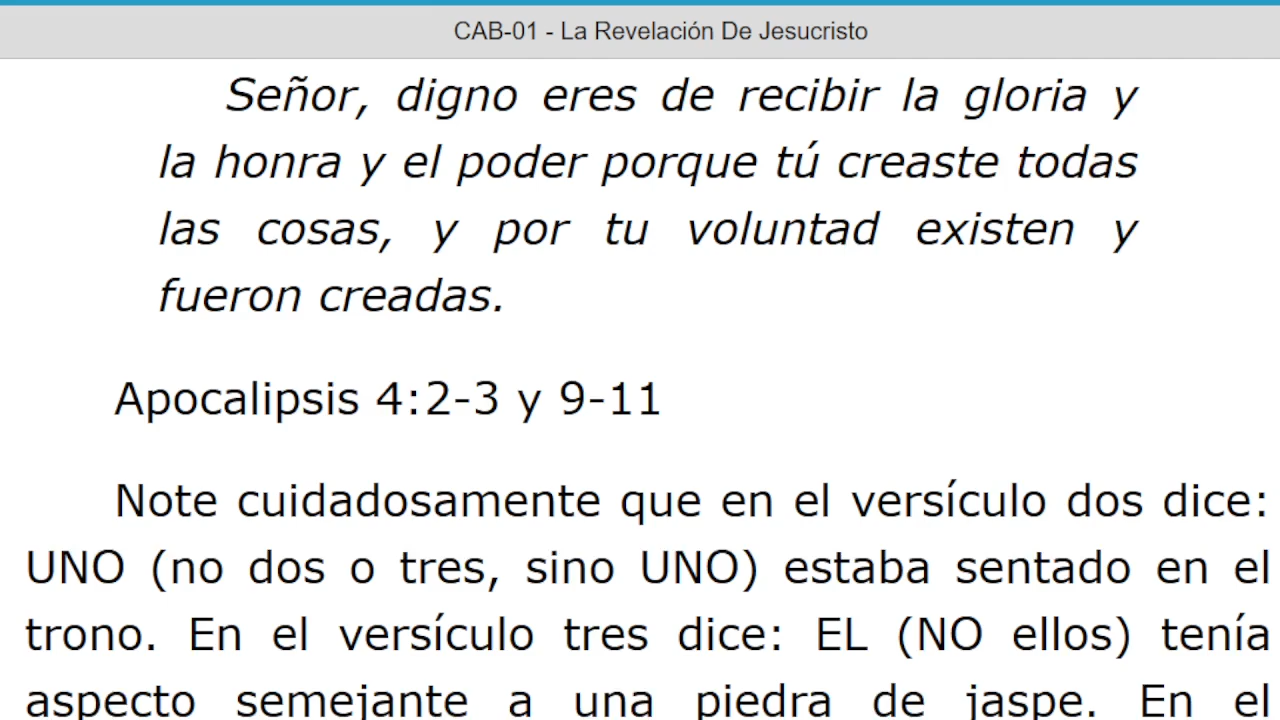 CAB-01 - La Revelación De Jesucristo
Señor, digno eres de recibir la gloria y
la honra y el poder porque tú creaste todas
las cosas, y por tu voluntad existen y
fueron creadas.
Apocalipsis 4:2-3 y 9-11
Note cuidadosamente que en el versículo dos dice:
UNO (no dos o tres, sino UNO) estaba sentado en el
trono. En el versículo tres dice: EL (NO ellos) tenía
aspecto semejante a una piedra de jaspe. En el